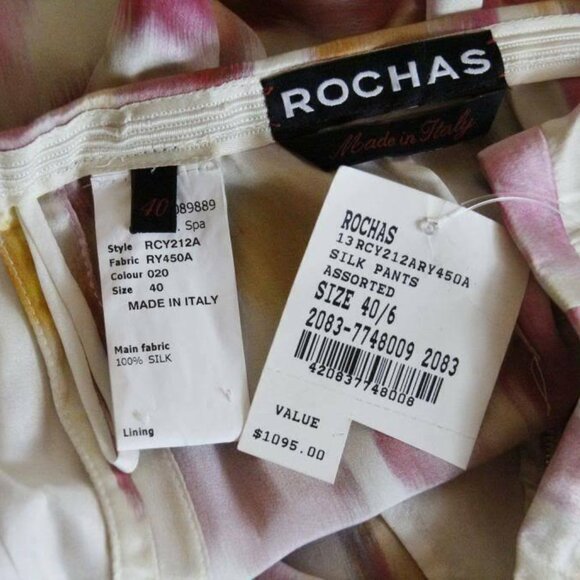 ROCHAS
Made in Italy
40
089889
. Spa
Style RCY212A
Fabric RY450A
Colour 020
Size 40
MADE IN ITALY
Main fabric
100% SILK
Lining
ROCHAS
13RCY212ARY450A
SILK PANTS
ASSORTED
SIZE 40/6
2083-7748009 2083
420837748008
VALUE
$1095.00